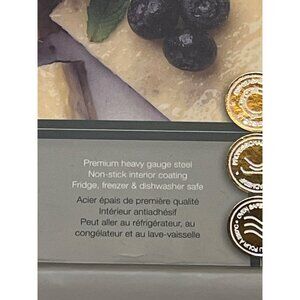 Premium heavy gauge steel
Non-stick interior coating
Fridge, freezer & dishwasher safe
Acier épais de première qualité
Intérieur antiadhésif
Peut aller au réfrigérateur, au
congélateur et au lave-vaisselle